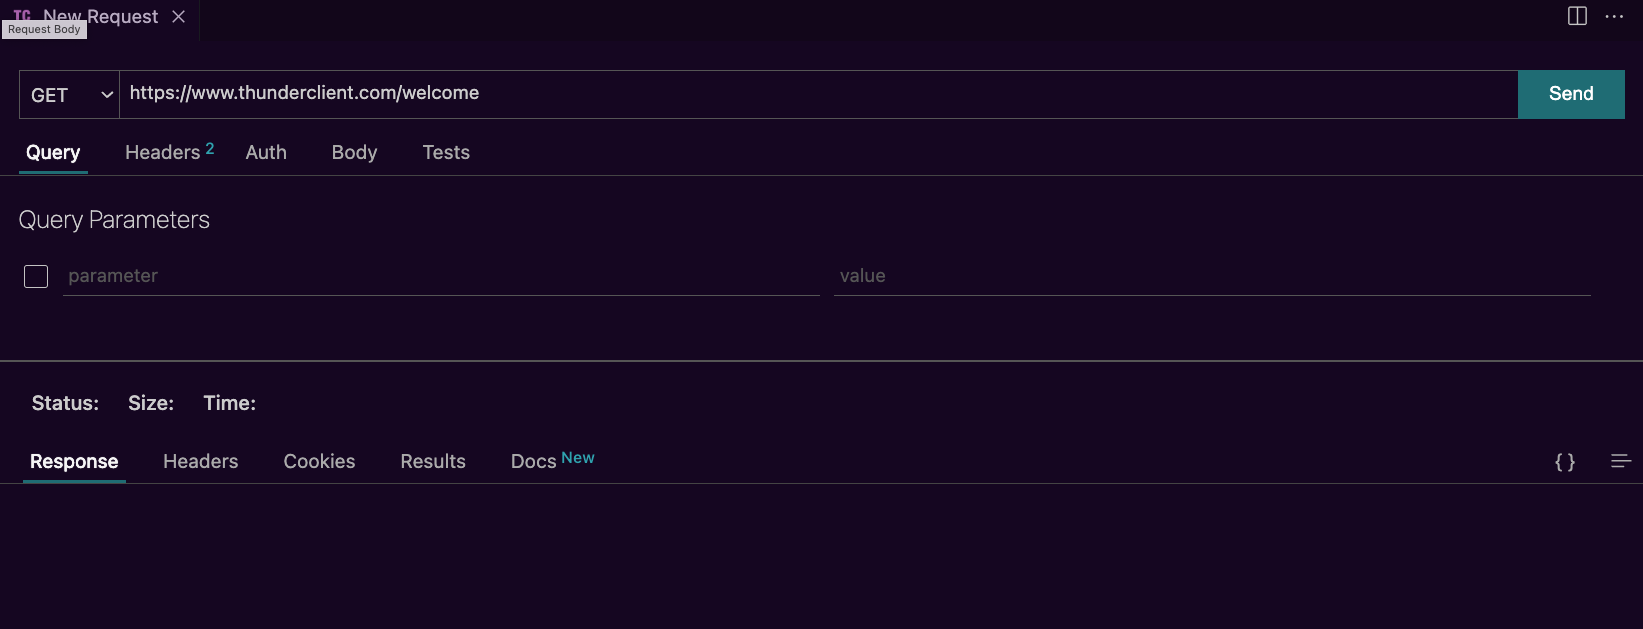 TC New Request
Request Body
GET https://www.thunderclient.com/welcome Send
Query Headers 2 Auth Body Tests
Query Parameters
parameter value
Status: Size: Time:
Response Headers Cookies Results Docs New
{ }